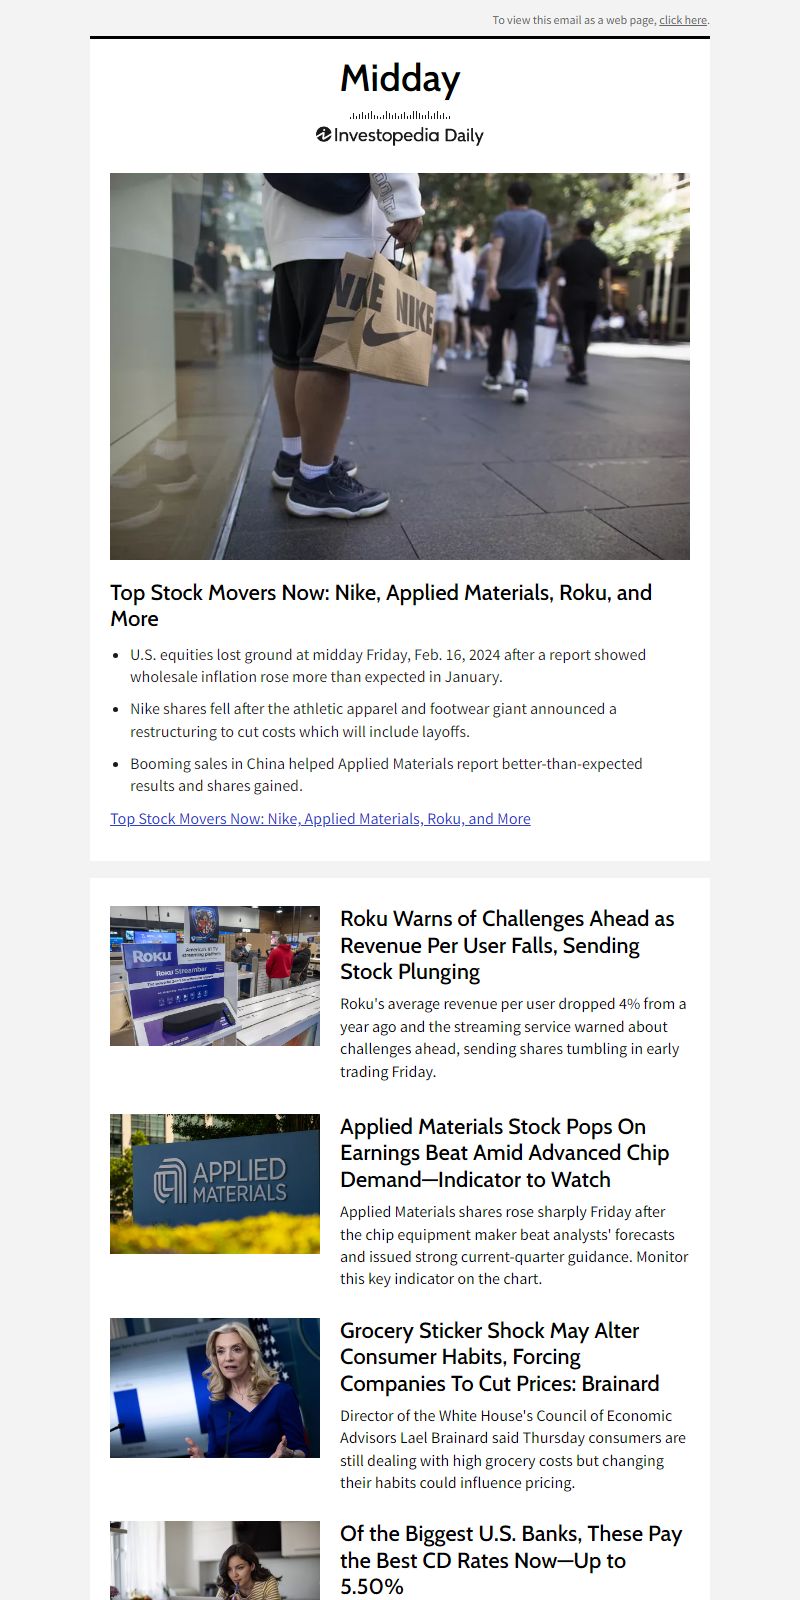 To view this email as a web page, click here.
Midday
Investopedia Daily
NIKE
NIKE
Top Stock Movers Now: Nike, Applied Materials, Roku, and
More
• U.S. equities lost ground at midday Friday, Feb. 16, 2024 after a report showed
wholesale inflation rose more than expected in January.
• Nike shares fell after the athletic apparel and footwear giant announced a
restructuring to cut costs which will include layoffs.
• Booming sales in China helped Applied Materials report better-than-expected
results and shares gained.
Top Stock Movers Now: Nike, Applied Materials, Roku, and More
Roku
America's #1 TV
streaming platform
Roku Streambar
Roku Warns of Challenges Ahead as
Revenue Per User Falls, Sending
Stock Plunging
Roku's average revenue per user dropped 4% from a
year ago and the streaming service warned about
challenges ahead, sending shares tumbling in early
trading Friday.
APPLIED
MATERIALS
Applied Materials Stock Pops On
Earnings Beat Amid Advanced Chip
Demand—Indicator to Watch
Applied Materials shares rose sharply Friday after
the chip equipment maker beat analysts' forecasts
and issued strong current-quarter guidance. Monitor
this key indicator on the chart.
Grocery Sticker Shock May Alter
Consumer Habits, Forcing
Companies To Cut Prices: Brainard
Director of the White House's Council of Economic
Advisors Lael Brainard said Thursday consumers are
still dealing with high grocery costs but changing
their habits could influence pricing.
Of the Biggest U.S. Banks, These Pay
the Best CD Rates Now—Up to
5.50%